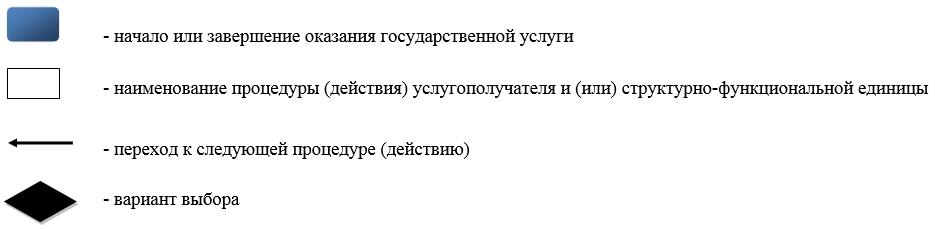 - начало или завершение оказания государственной услуги
- наименование процедуры (действия) услугополучателя и (или) структурно-функциональной единицы
- переход к следующей процедуре (действию)
- вариант выбора